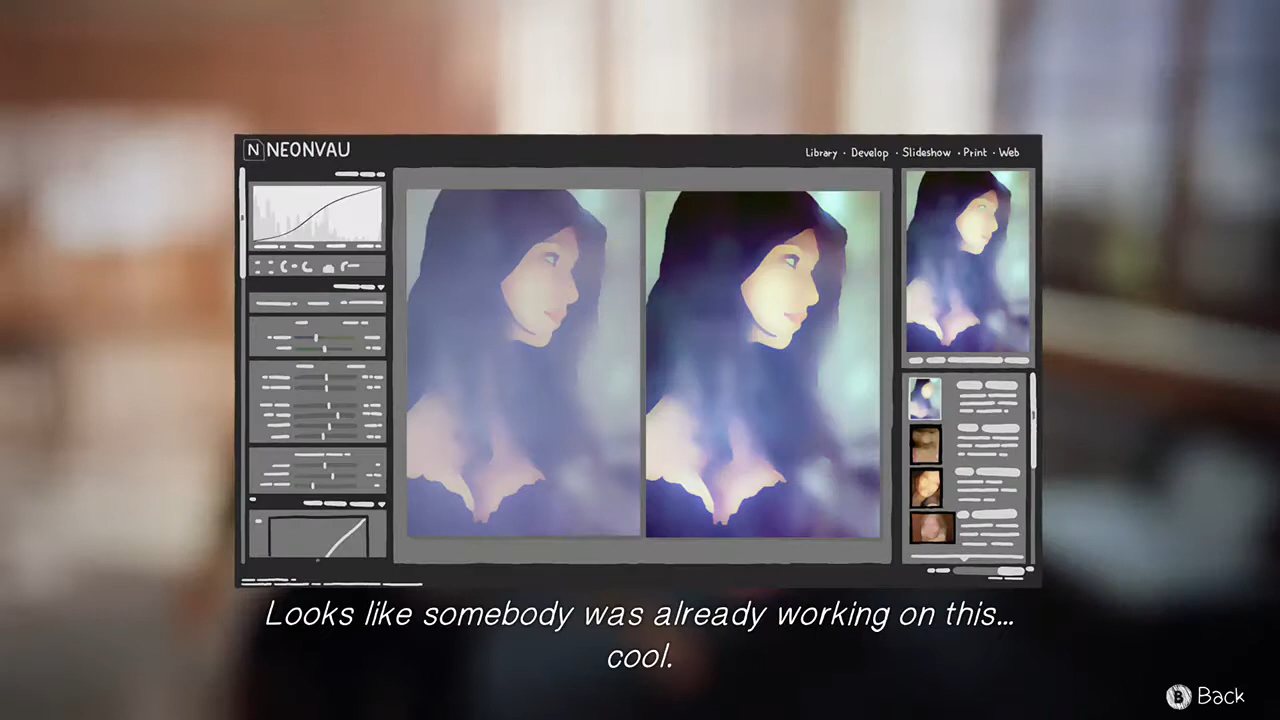 N NEONVAU
Library · Develop · Slideshow · Print · Web
Looks like somebody was already working on this...
cool.
B Back